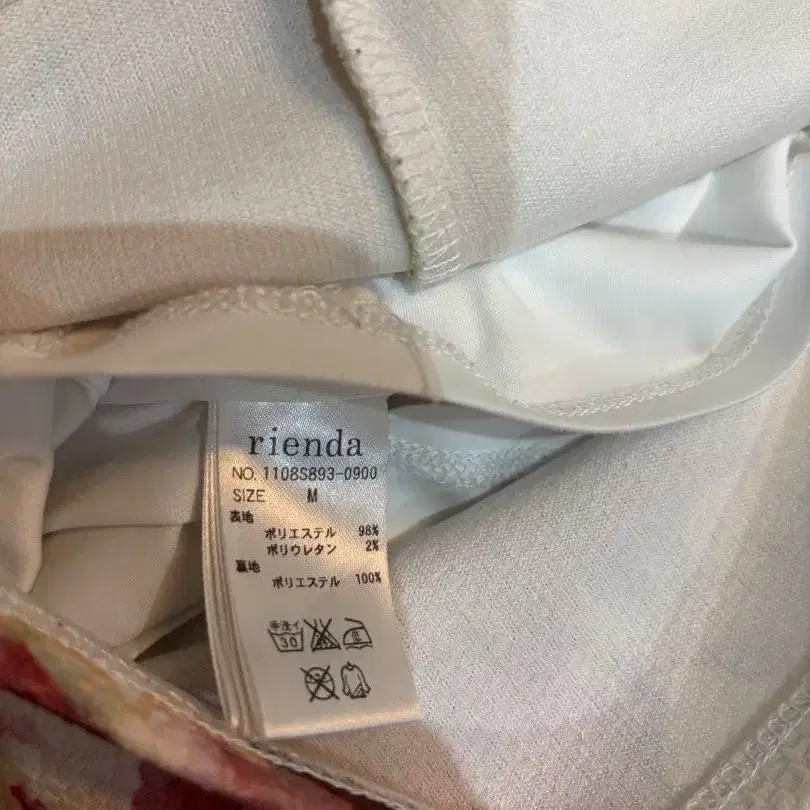 rienda
NO. 1108S893-0900
SIZE M
表地
ポリエステル 98%
ポリウレタン 2%
裏地
ポリエステル 100%
手洗イ
30